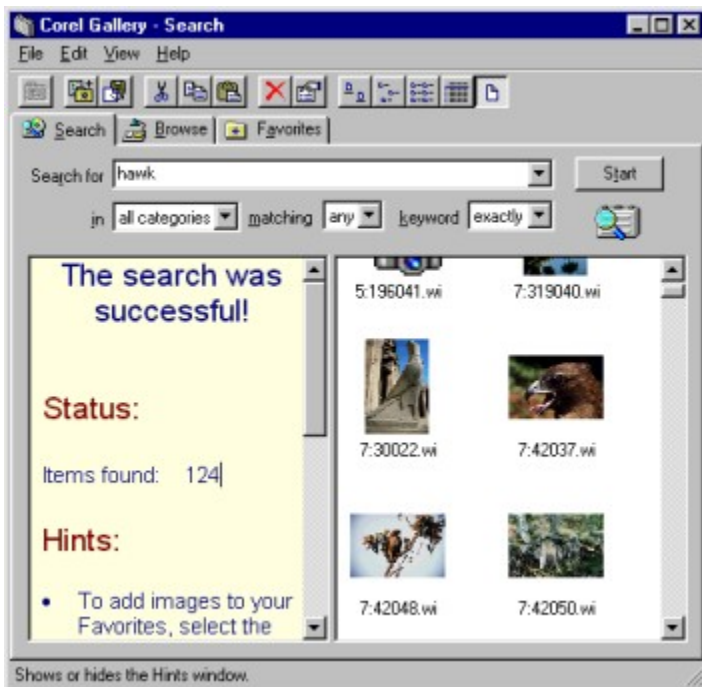 Corel Gallery - Search
File Edit View Help
Search Browse Favorites
Search for hawk Start
in all categories matching any keyword exactly
The search was
successful!
Status:
Items found: 124
Hints:
• To add images to your
Favorites, select the
5:196041.wi 7:319040.wi
7:30022.wi 7:42037.wi
7:42048.wi 7:42050.wi
Shows or hides the Hints window.